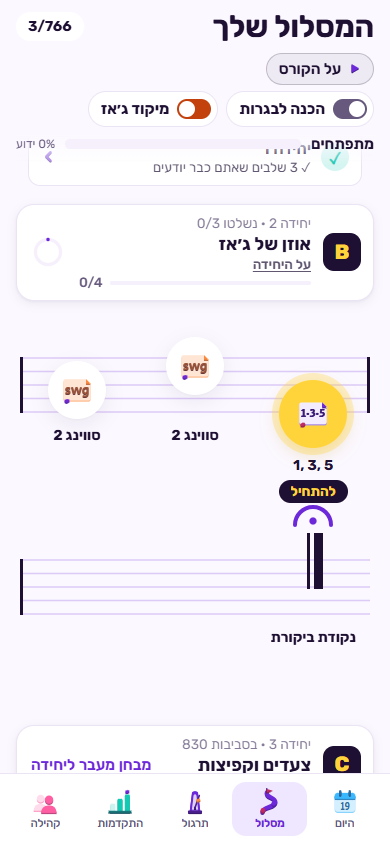 המסלול שלך
3/766
על הקורס
הכנה לבגרות
מיקוד ג׳אז
מתפתחים
0% ידוע
✓ 3 שלבים שאתם כבר יודעים
יחידה 2 • נשלטו 0/3
B
אוזן של ג׳אז
על היחידה
0/4
swg
swg
1-3-5
סווינג 2
סווינג 2
1, 3, 5
להתחיל
נקודת ביקורת
יחידה 3 • בסביבות 830
C
צעדים וקפיצות
מבחן מעבר ליחידה
19
היום
מסלול
תרגול
התקדמות
קהילה